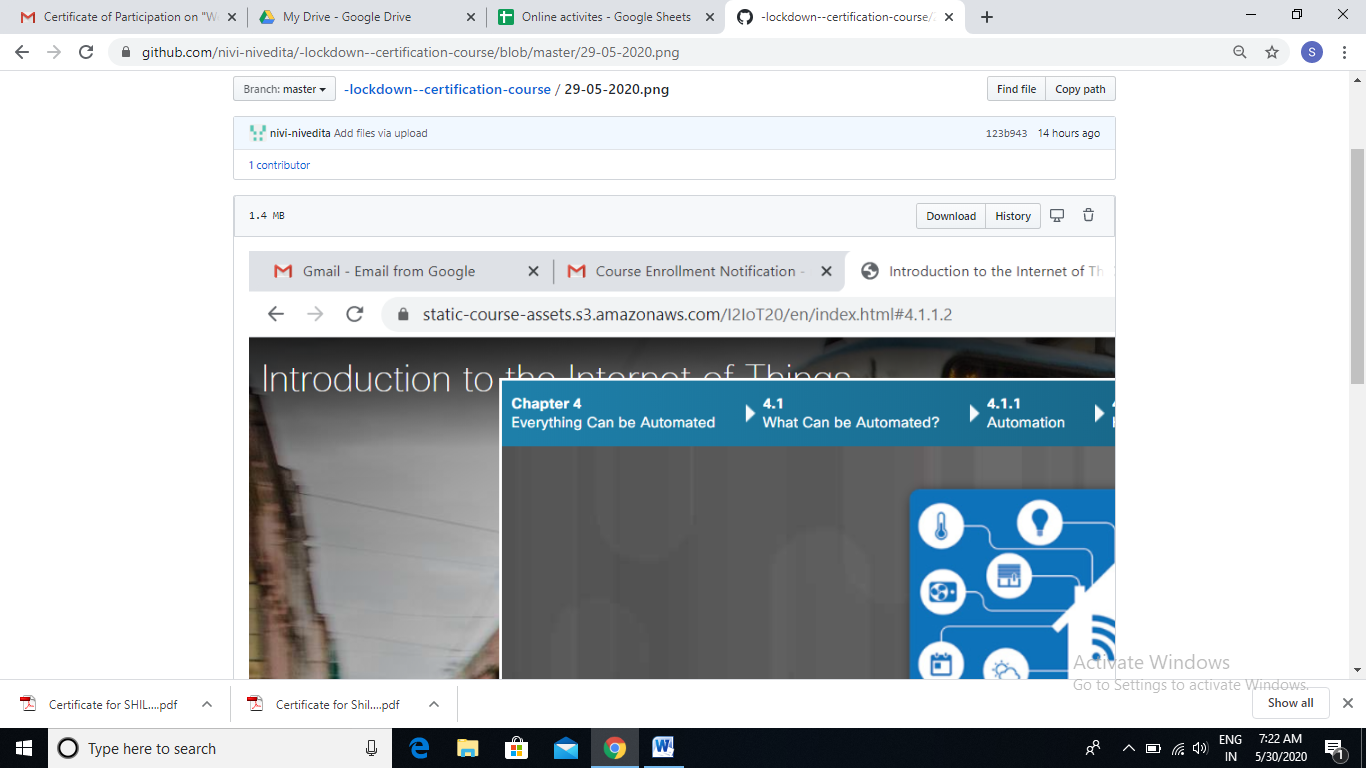 Certificate of Participation on "W
My Drive - Google Drive
Online activites - Google Sheets
-lockdown--certification-course/
github.com/nivi-nivedita/-lockdown--certification-course/blob/master/29-05-2020.png
S
Branch: master
-lockdown--certification-course / 29-05-2020.png
Find file
Copy path
nivi-nivedita Add files via upload
123b943 14 hours ago
1 contributor
1.4 MB
Download
History
Gmail - Email from Google
Course Enrollment Notification -
Introduction to the Internet of Th
static-course-assets.s3.amazonaws.com/I2IoT20/en/index.html#4.1.1.2
Introduction to the Internet of Things
Chapter 4
Everything Can be Automated
4.1
What Can be Automated?
4.1.1
Automation
Activate Windows
Go to Settings to activate Windows.
Certificate for SHIL....pdf
Certificate for Shil....pdf
Show all
Type here to search
ENG
IN
7:22 AM
5/30/2020
1